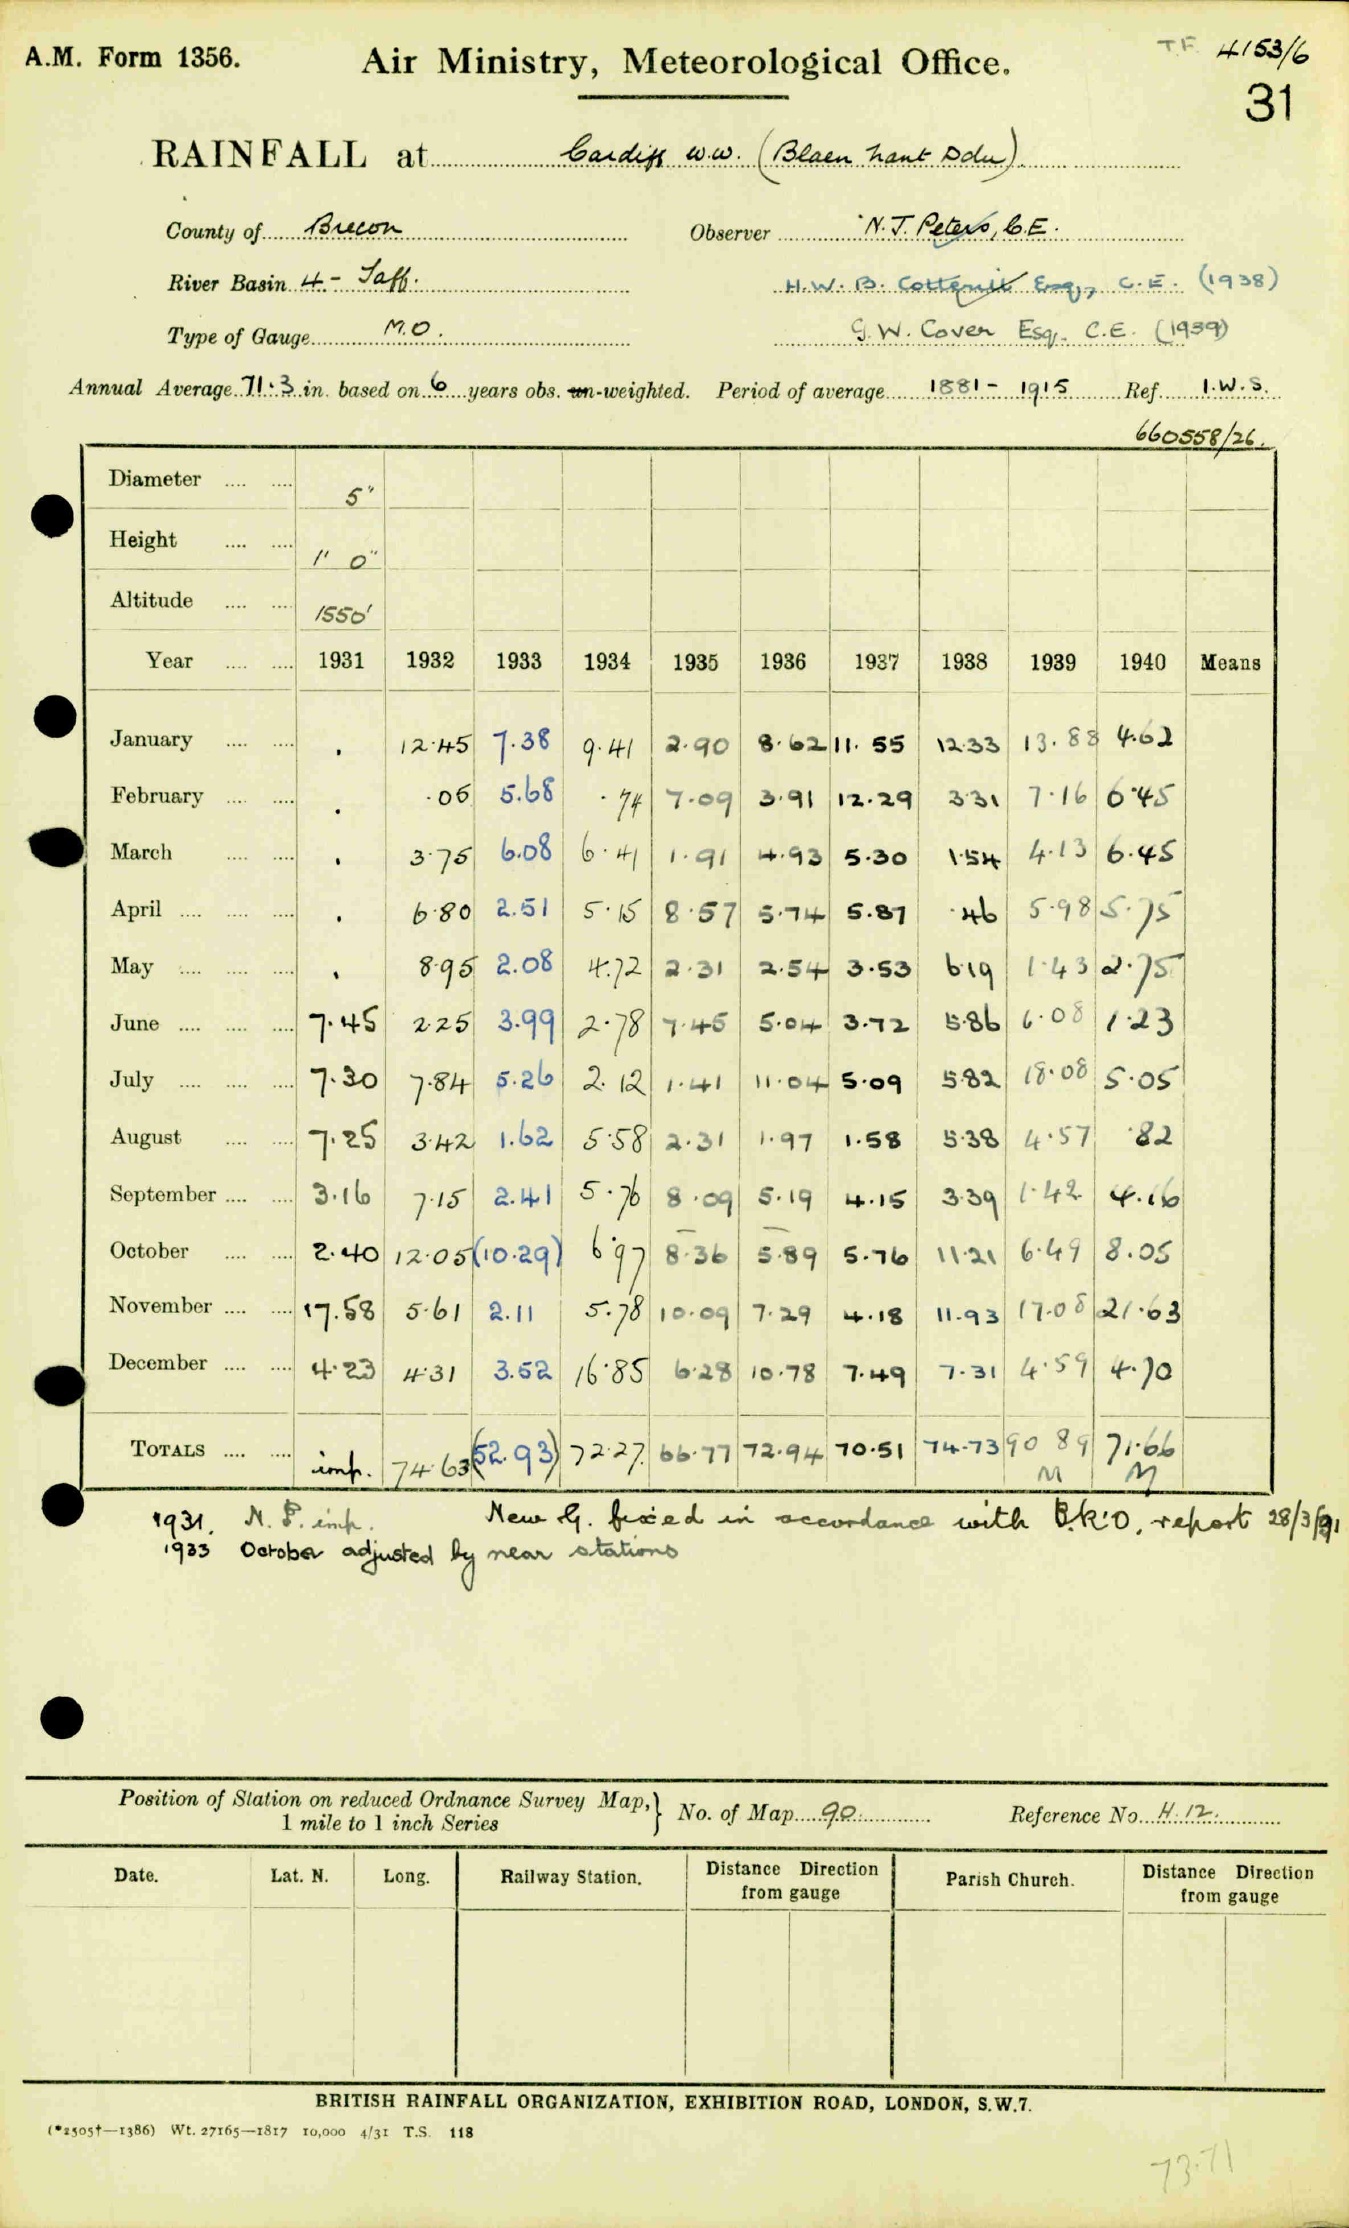 A.M. Form 1356.
Air Ministry, Meteorological Office.
T.F. 4153/6
31
RAINFALL at Cardiff W.W. (Blaen Nant Ddu)
County of Brecon Observer N. J. Peters, C.E.
River Basin 4 - Taff. H. W. B. Cotterill Esq, C.E. (1938)
Type of Gauge M.O. G. W. Cover Esq. C.E. (1939)
Annual Average 71.3 in. based on 6 years obs. un-weighted. Period of average 1881 - 1915 Ref. I.W.S.
660558/26.
Diameter .... .... 5"
Height .... .... 1' 0"
Altitude .... .... 1550'
Year .... .... 1931 1932 1933 1934 1935 1936 1937 1938 1939 1940 Means
January .... .... . 12.45 7.38 9.41 2.90 8.62 11.55 12.33 13.88 4.62
February .... .... . .05 5.68 .74 7.09 3.91 12.29 3.31 7.16 6.45
March .... .... . 3.75 6.08 6.41 1.91 4.93 5.30 1.54 4.13 6.45
April .... .... .... . 6.80 2.51 5.15 8.57 5.74 5.87 .46 5.98 5.75
May .... .... .... . 8.95 2.08 4.72 2.31 2.54 3.53 6.19 1.43 2.75
June .... .... .... 7.45 2.25 3.99 2.78 7.45 5.04 3.72 5.86 6.08 1.23
July .... .... .... 7.30 7.84 5.26 2.12 1.41 11.04 5.09 5.82 18.08 5.05
August .... .... 7.25 3.42 1.62 5.58 2.31 1.97 1.58 5.38 4.57 .82
September .... .... 3.16 7.15 2.41 5.76 8.09 5.19 4.15 3.39 1.42 4.16
October .... .... 2.40 12.05 (10.29) 6.97 8.36 5.89 5.76 11.21 6.49 8.05
November .... .... 17.58 5.61 2.11 5.78 10.09 7.29 4.18 11.93 17.08 21.63
December .... .... 4.23 4.31 3.52 16.85 6.28 10.78 7.49 7.31 4.59 4.70
TOTALS .... .... imp. 74.63 (52.93) 72.27 66.77 72.94 70.51 74.73 90 89 71.66
M M
1931. N. P. imp. New G. fixed in accordance with B.R.O. report 28/3/31
1933 October adjusted by near stations
Position of Station on reduced Ordnance Survey Map,} No. of Map 90 Reference No. H. 12.
1 mile to 1 inch Series
Date. Lat. N. Long. Railway Station. Distance Direction from gauge Parish Church. Distance Direction from gauge
BRITISH RAINFALL ORGANIZATION, EXHIBITION ROAD, LONDON, S.W.7.
(*2505†—1386) Wt. 27165—1817 10,000 4/31 T.S. 118
73.71